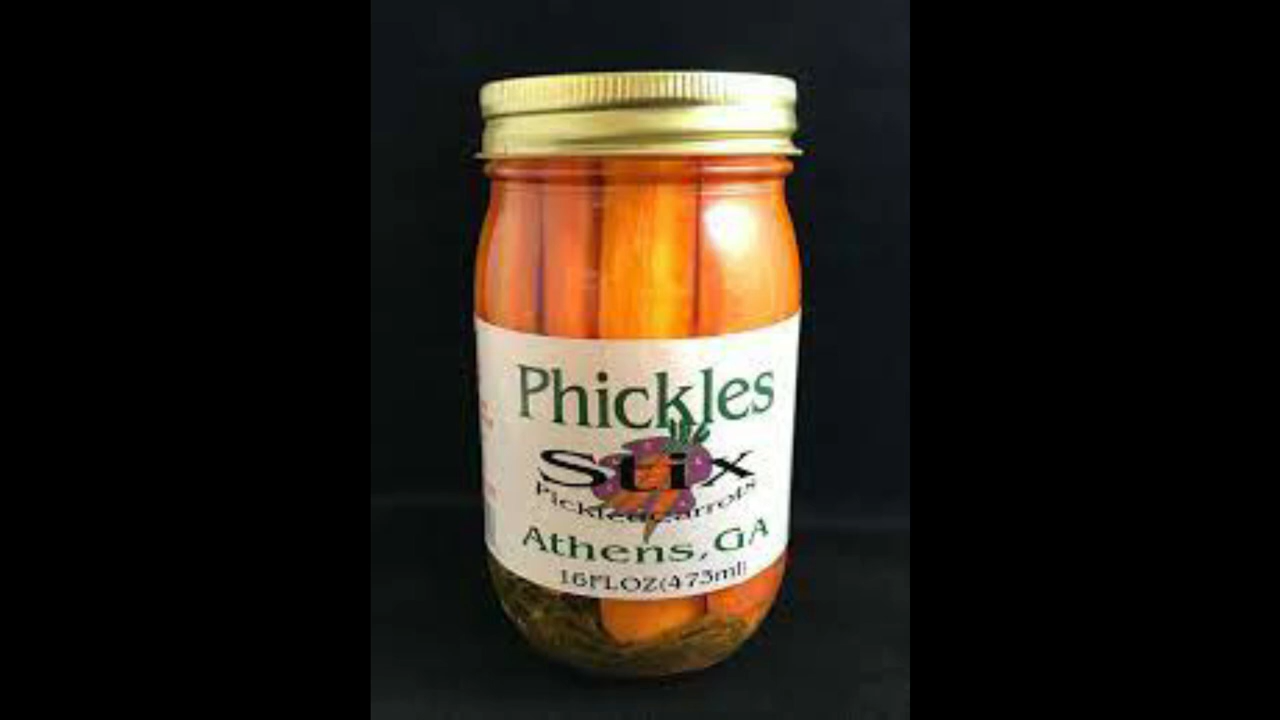 Phickles
Stix
Pickled Carrots
Athens, GA
16FLOZ(473ml)